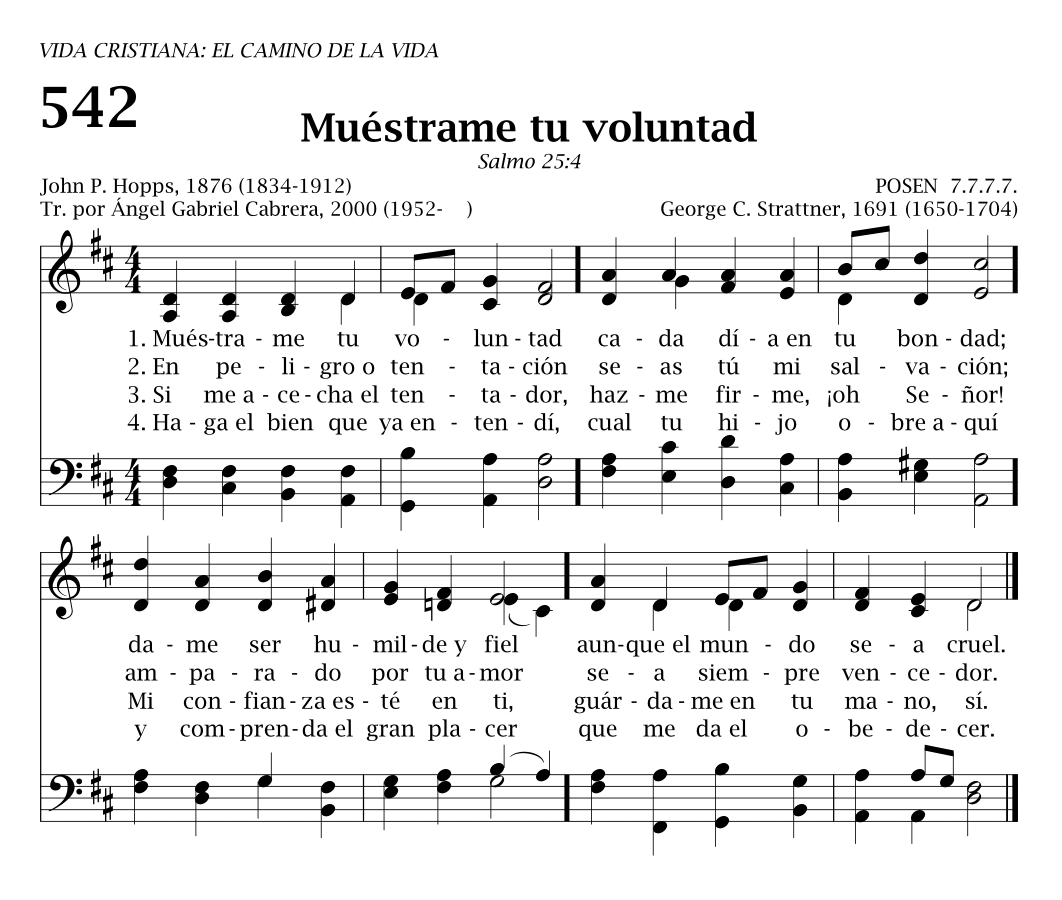 VIDA CRISTIANA: EL CAMINO DE LA VIDA
542
Muéstrame tu voluntad
Salmo 25:4
John P. Hopps, 1876 (1834-1912)
POSEN 7.7.7.7.
Tr. por Ángel Gabriel Cabrera, 2000 (1952- )
George C. Strattner, 1691 (1650-1704)
1. Mués-tra - me tu vo - lun - tad ca - da dí - a en tu bon - dad;
2. En pe - li - gro o ten - ta - ción se - as tú mi sal - va - ción;
3. Si me a - ce - cha el ten - ta - dor, haz - me fir - me, ¡oh Se - ñor!
4. Ha - ga el bien que ya en - ten - dí, cual tu hi - jo o - bre a - quí
da - me ser hu - mil - de y fiel aun-que el mun - do se - a cruel.
am - pa - ra - do por tu a - mor se - a siem - pre ven - ce - dor.
Mi con - fian - za es - té en ti, guár - da - me en tu ma - no, sí.
y com - pren - da el gran pla - cer que me da el o - be - de - cer.